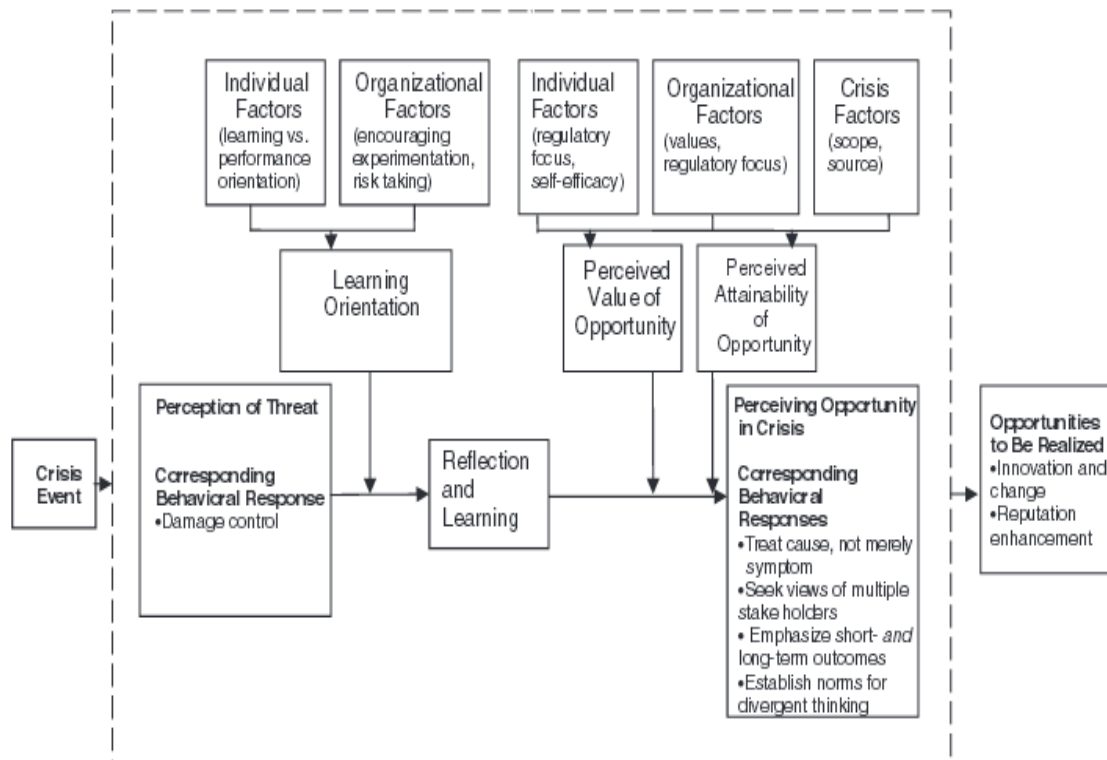 Individual
Factors
(learning vs.
performance
orientation)
Organizational
Factors
(encouraging
experimentation,
risk taking)
Individual
Factors
(regulatory
focus,
self-efficacy)
Organizational
Factors
(values,
regulatory focus)
Crisis
Factors
(scope,
source)
Learning
Orientation
Perceived
Value of
Opportunity
Perceived
Attainability
of
Opportunity
Crisis
Event
Perception of Threat
Corresponding
Behavioral Response
•Damage control
Reflection
and
Learning
Perceiving Opportunity
in Crisis
Corresponding
Behavioral
Responses
•Treat cause, not merely
symptom
•Seek views of multiple
stake holders
• Emphasize short- and
long-term outcomes
•Establish norms for
divergent thinking
Opportunities
to Be Realized
•Innovation and
change
•Reputation
enhancement